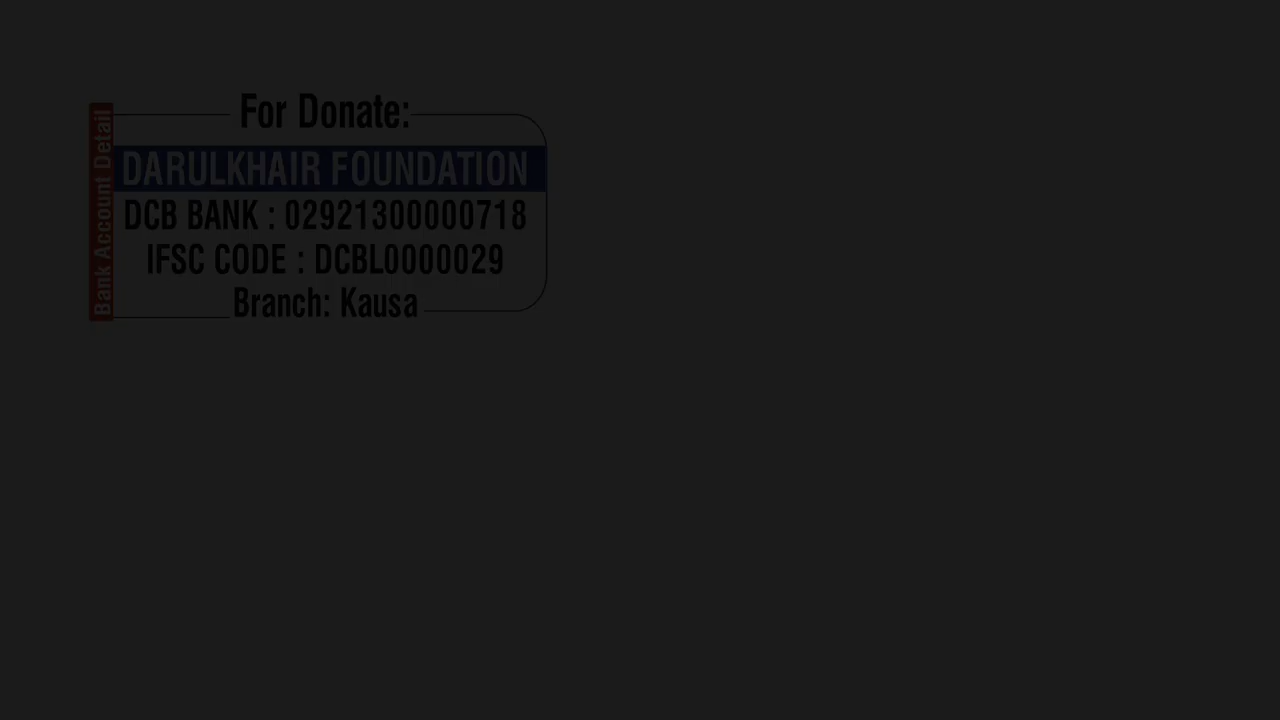 For Donate:
Bank Account Detail
DARULKHAIR FOUNDATION
DCB BANK : 02921300000718
IFSC CODE : DCBL0000029
Branch: Kausa